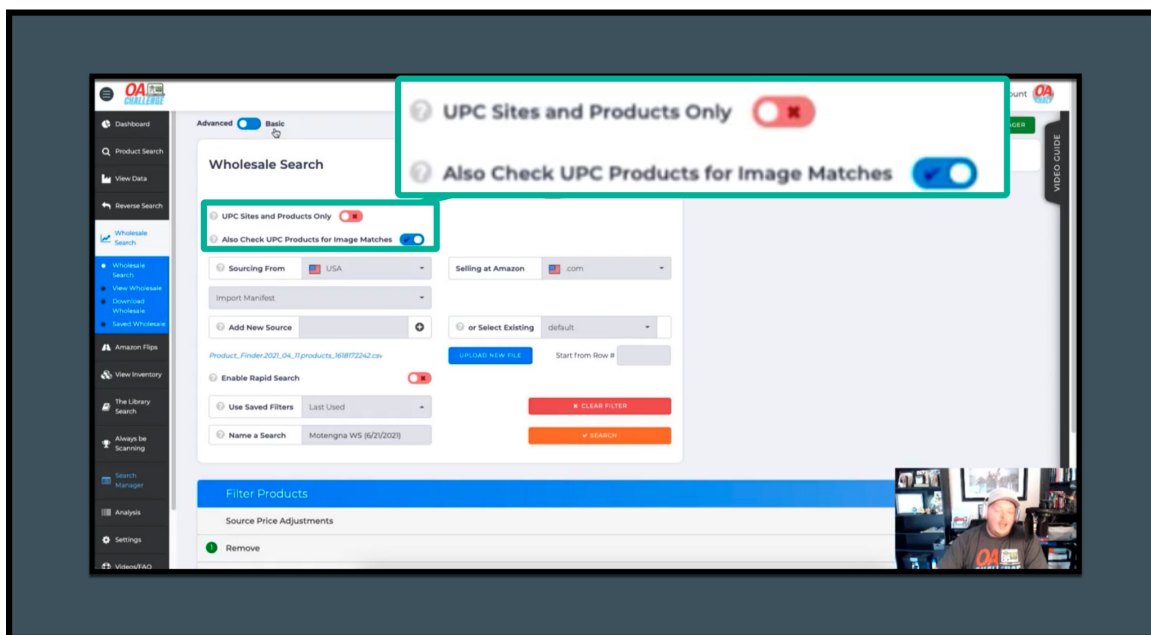 OA
CHALLENGE
UPC Sites and Products Only
Also Check UPC Products for Image Matches
ount
OA
Advanced
Basic
AGER
VIDEO GUIDE
Dashboard
Product Search
View Data
Reverse Search
Wholesale
Search
Wholesale
Search
View Wholesale
Download
Wholesale
Saved Wholesale
Amazon Flips
View Inventory
The Library
Search
Always be
Scanning
Search
Manager
Analysis
Settings
Videos/FAQ
Wholesale Search
UPC Sites and Products Only
Also Check UPC Products for Image Matches
Sourcing From
USA
Selling at Amazon
.com
Import Manifest
Add New Source
or Select Existing
default
Product_Finder.2021_04_11.products_1618172242.csv
UPLOAD NEW FILE
Start from Row #
Enable Rapid Search
Use Saved Filters
Last Used
CLEAR FILTER
Name a Search
Motengna WS (6/21/2021)
SEARCH
Filter Products
Source Price Adjustments
1 Remove
OA